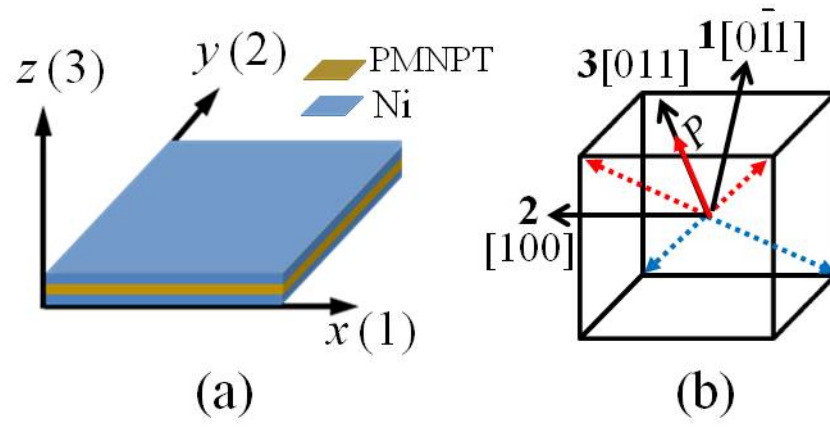 z (3)
y (2)
PMNPT
Ni
x (1)
(a)
1[01̄1]
3[011]
P
2
[100]
(b)